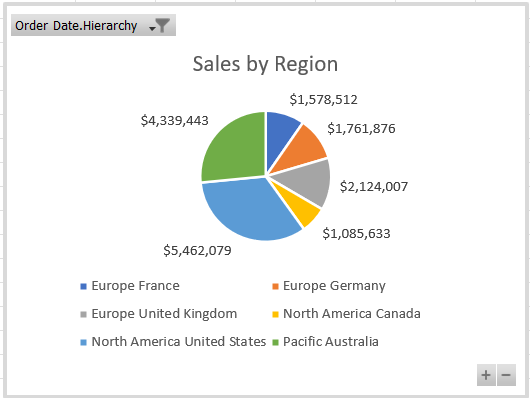 Order Date.Hierarchy
Sales by Region
$1,578,512
$4,339,443
$1,761,876
$2,124,007
$1,085,633
$5,462,079
Europe France
Europe Germany
Europe United Kingdom
North America Canada
North America United States
Pacific Australia
+ −